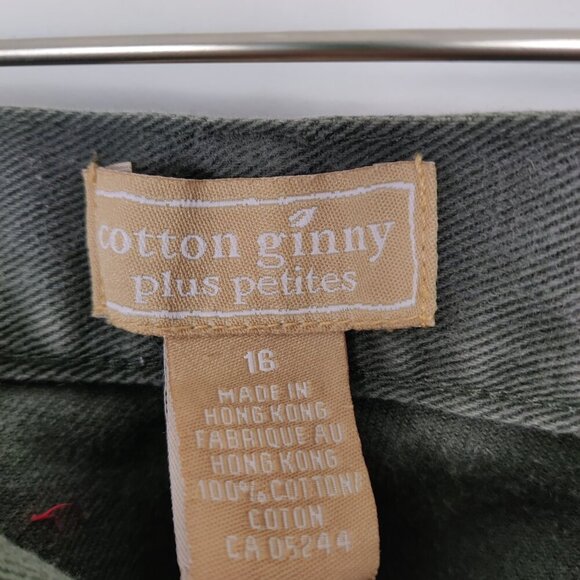 cotton ginny
plus petites
16
MADE IN
HONG KONG
FABRIQUE AU
HONG KONG
100% COTTON/
COTON
CA 05244